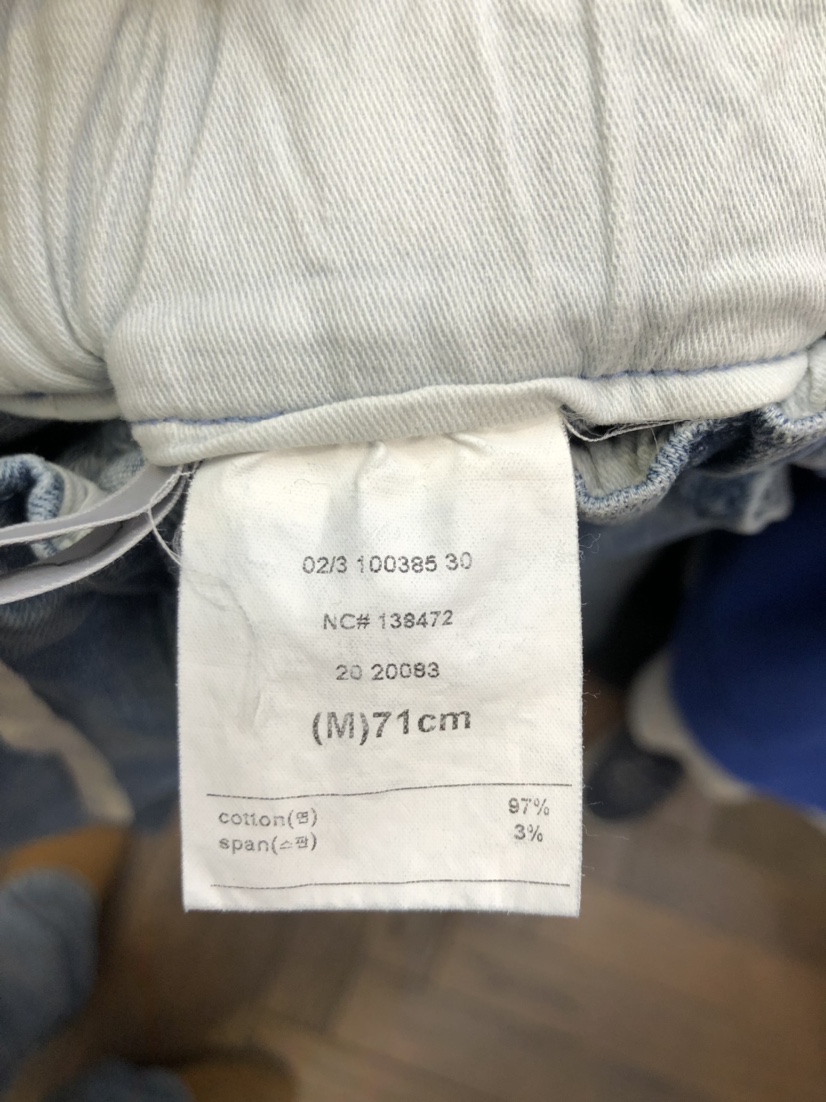 02/3 100385 30
NC# 138472
20 20083
(M)71cm
cotton(면) 97%
span(스판) 3%